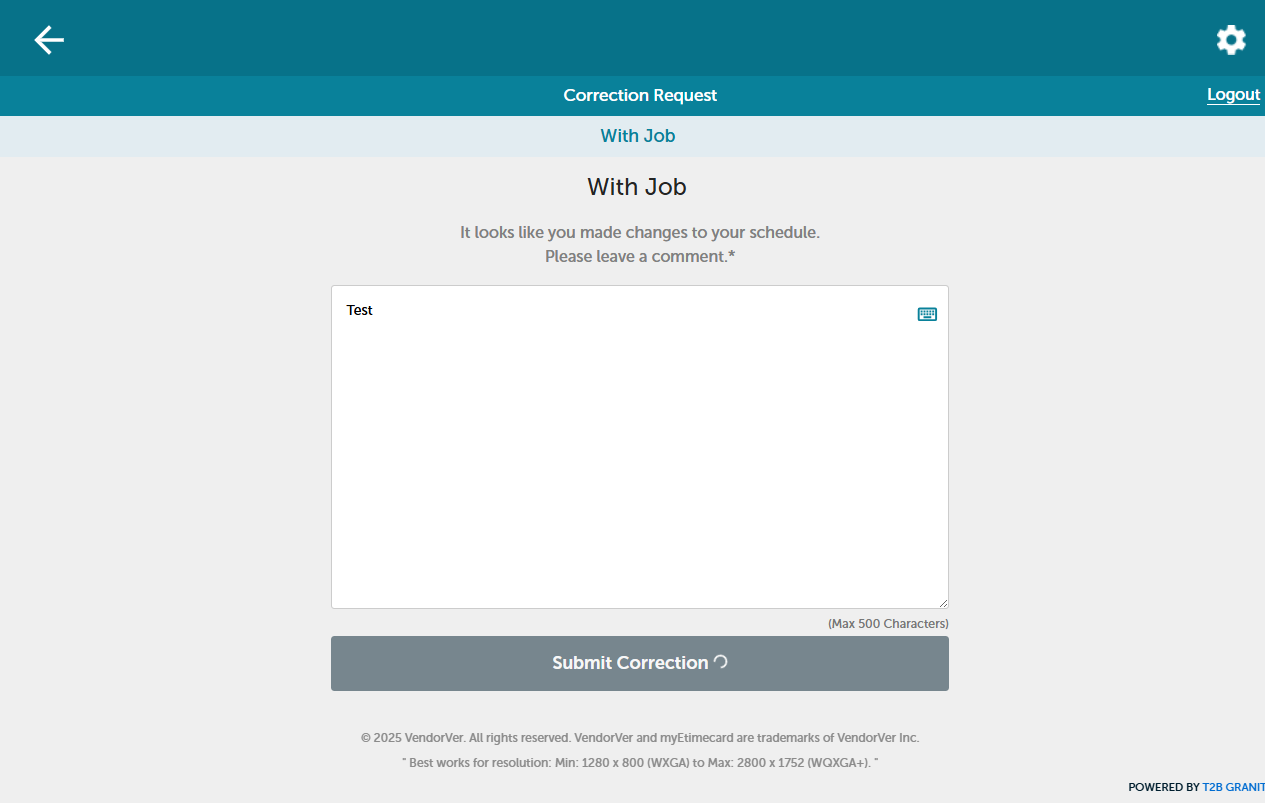 Correction Request
Logout
With Job
With Job
It looks like you made changes to your schedule.
Please leave a comment.*
Test
(Max 500 Characters)
Submit Correction
© 2025 VendorVer. All rights reserved. VendorVer and myEtimecard are trademarks of VendorVer Inc.
" Best works for resolution: Min: 1280 x 800 (WXGA) to Max: 2800 x 1752 (WQXGA+). "
POWERED BY T2B GRANIT